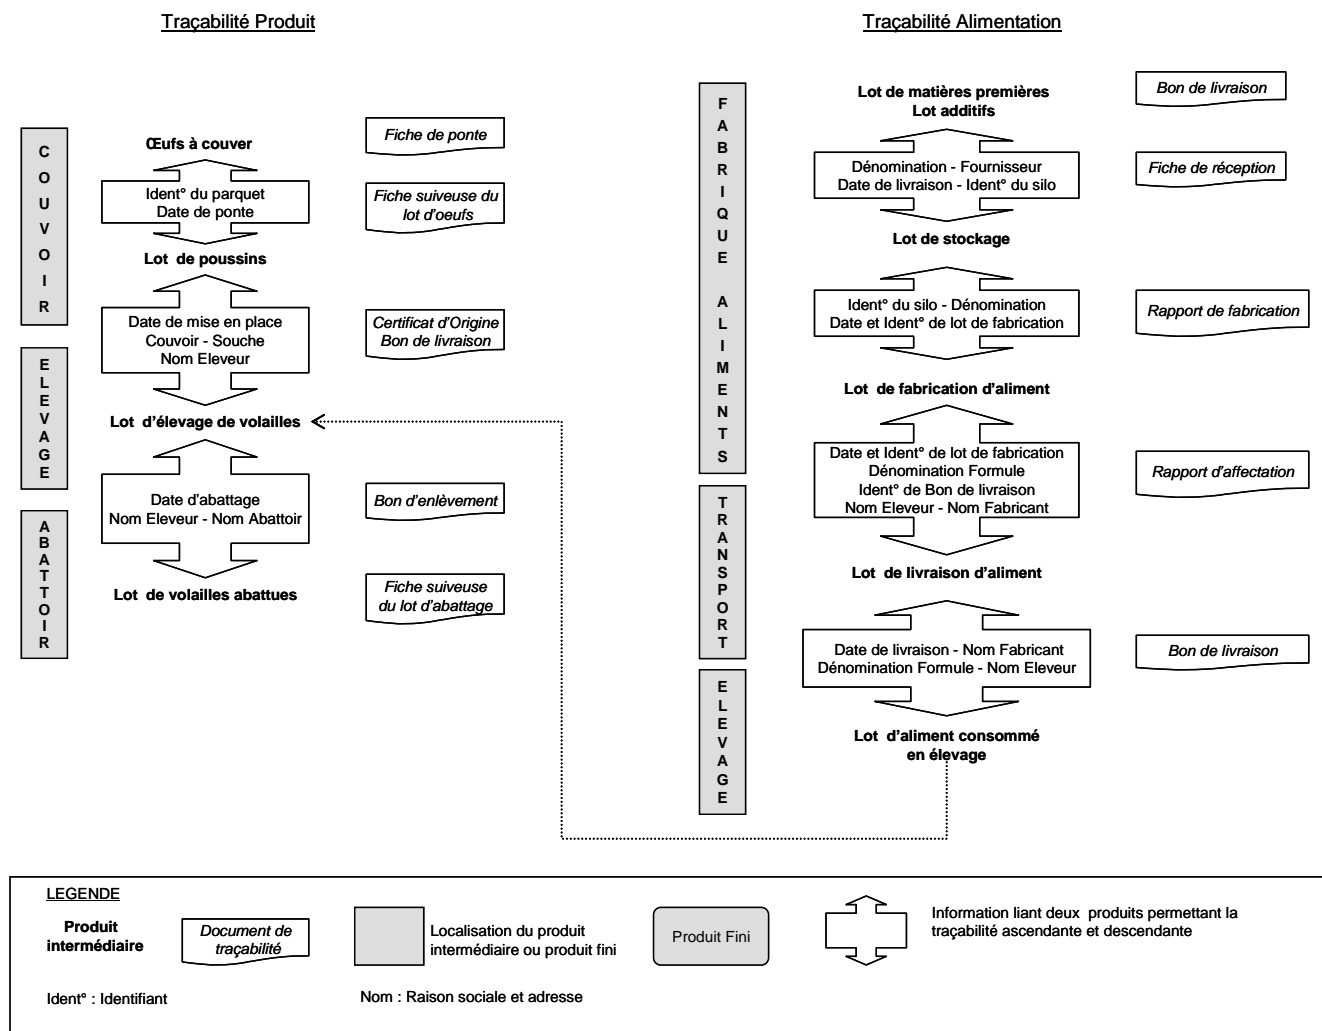 Traçabilité Produit
C
O
U
V
O
I
R
Œufs à couver
Fiche de ponte
Ident° du parquet
Date de ponte
Fiche suiveuse du
lot d'oeufs
Lot de poussins
Date de mise en place
Couvoir - Souche
Nom Eleveur
Certificat d'Origine
Bon de livraison
E
L
E
V
A
G
E
Lot d'élevage de volailles
Date d'abattage
Nom Eleveur - Nom Abattoir
Bon d'enlèvement
A
B
A
T
T
O
I
R
Lot de volailles abattues
Fiche suiveuse
du lot d'abattage
Traçabilité Alimentation
F
A
B
R
I
Q
U
E
A
L
I
M
E
N
T
S
Lot de matières premières
Lot additifs
Bon de livraison
Dénomination - Fournisseur
Date de livraison - Ident° du silo
Fiche de réception
Lot de stockage
Ident° du silo - Dénomination
Date et Ident° de lot de fabrication
Rapport de fabrication
Lot de fabrication d'aliment
Date et Ident° de lot de fabrication
Dénomination Formule
Ident° de Bon de livraison
Nom Eleveur - Nom Fabricant
Rapport d'affectation
T
R
A
N
S
P
O
R
T
Lot de livraison d'aliment
Date de livraison - Nom Fabricant
Dénomination Formule - Nom Eleveur
Bon de livraison
E
L
E
V
A
G
E
Lot d'aliment consommé
en élevage
LEGENDE
Produit
intermédiaire
Document de
traçabilité
Localisation du produit
intermédiaire ou produit fini
Produit Fini
Information liant deux produits permettant la
traçabilité ascendante et descendante
Ident° : Identifiant
Nom : Raison sociale et adresse